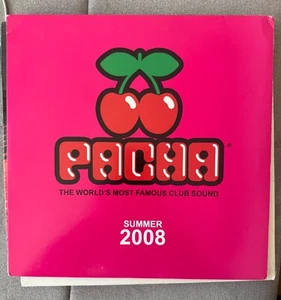 PACHA®
THE WORLD'S MOST FAMOUS CLUB SOUND
SUMMER
2008